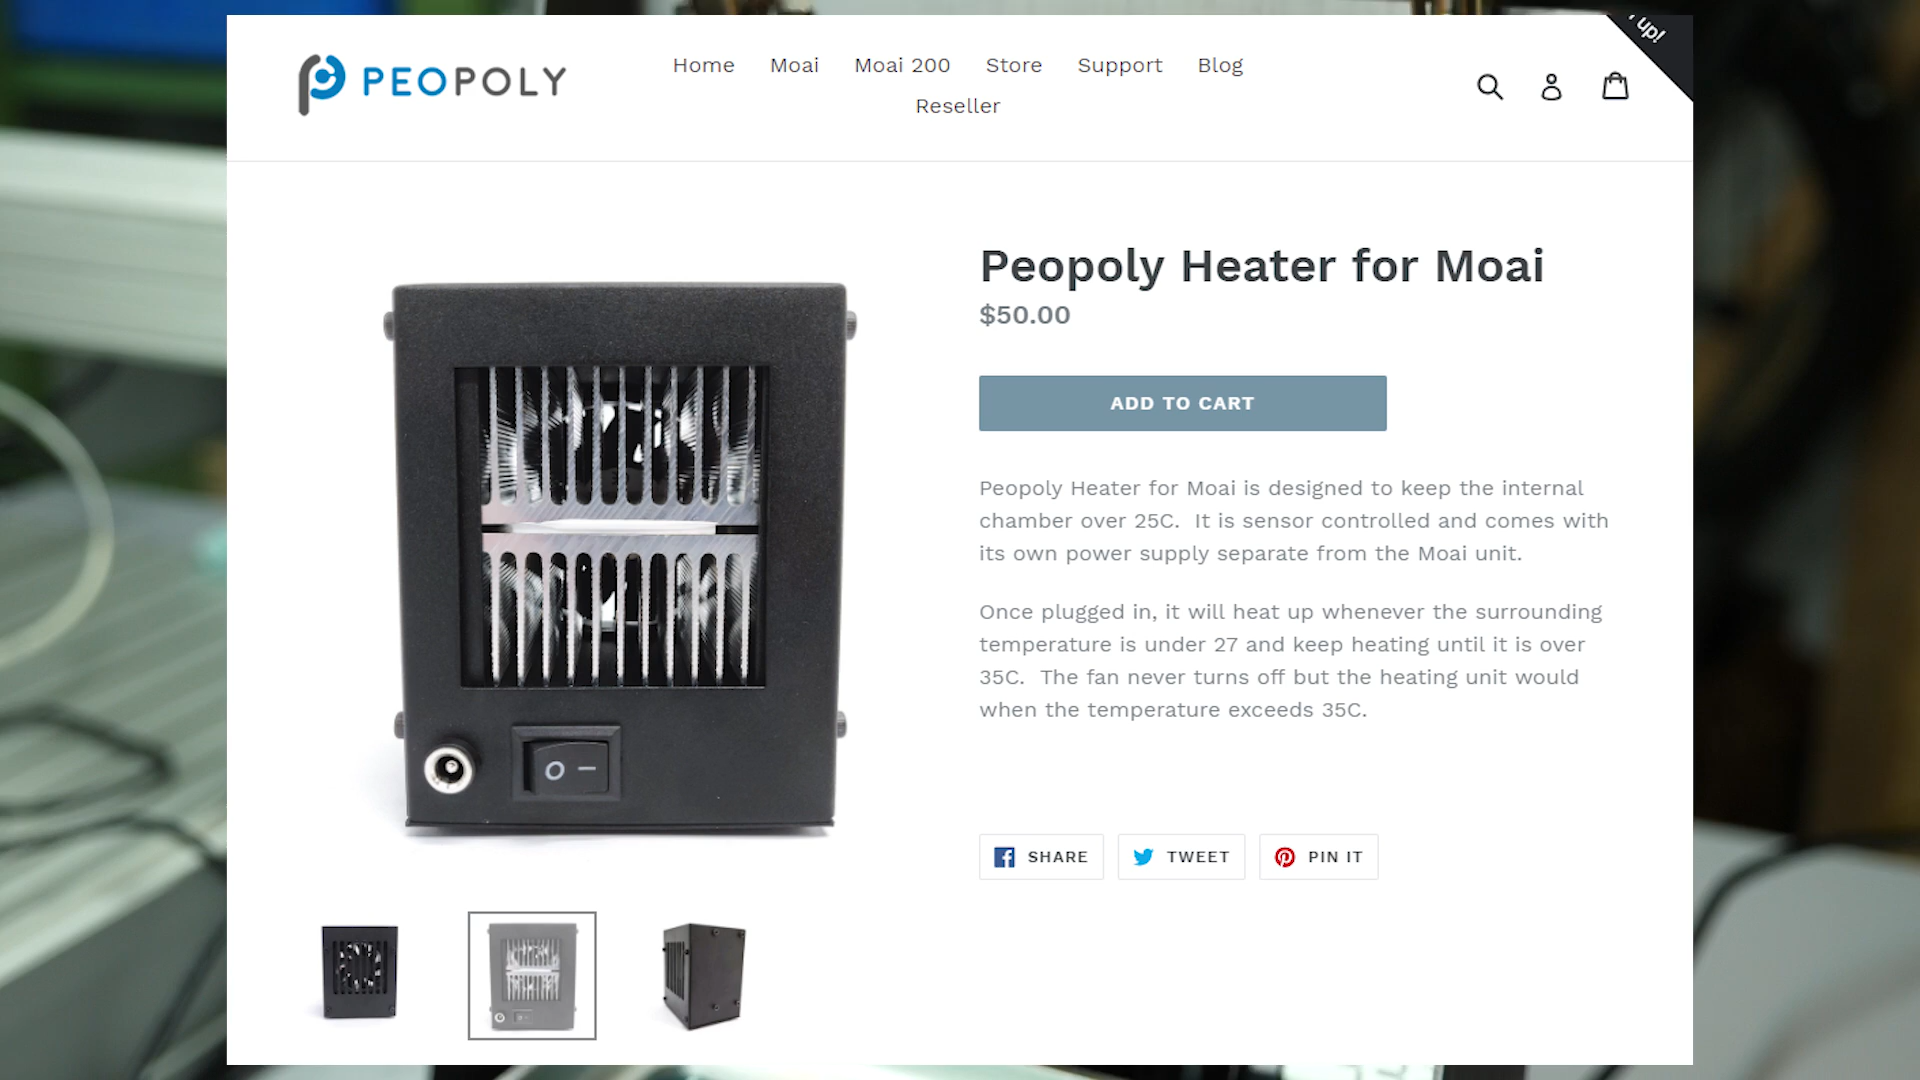 PEOPOLY
Home Moai Moai 200 Store Support Blog
Reseller
up!
Peopoly Heater for Moai
$50.00
ADD TO CART
Peopoly Heater for Moai is designed to keep the internal
chamber over 25C. It is sensor controlled and comes with
its own power supply separate from the Moai unit.
Once plugged in, it will heat up whenever the surrounding
temperature is under 27 and keep heating until it is over
35C. The fan never turns off but the heating unit would
when the temperature exceeds 35C.
SHARE TWEET PIN IT